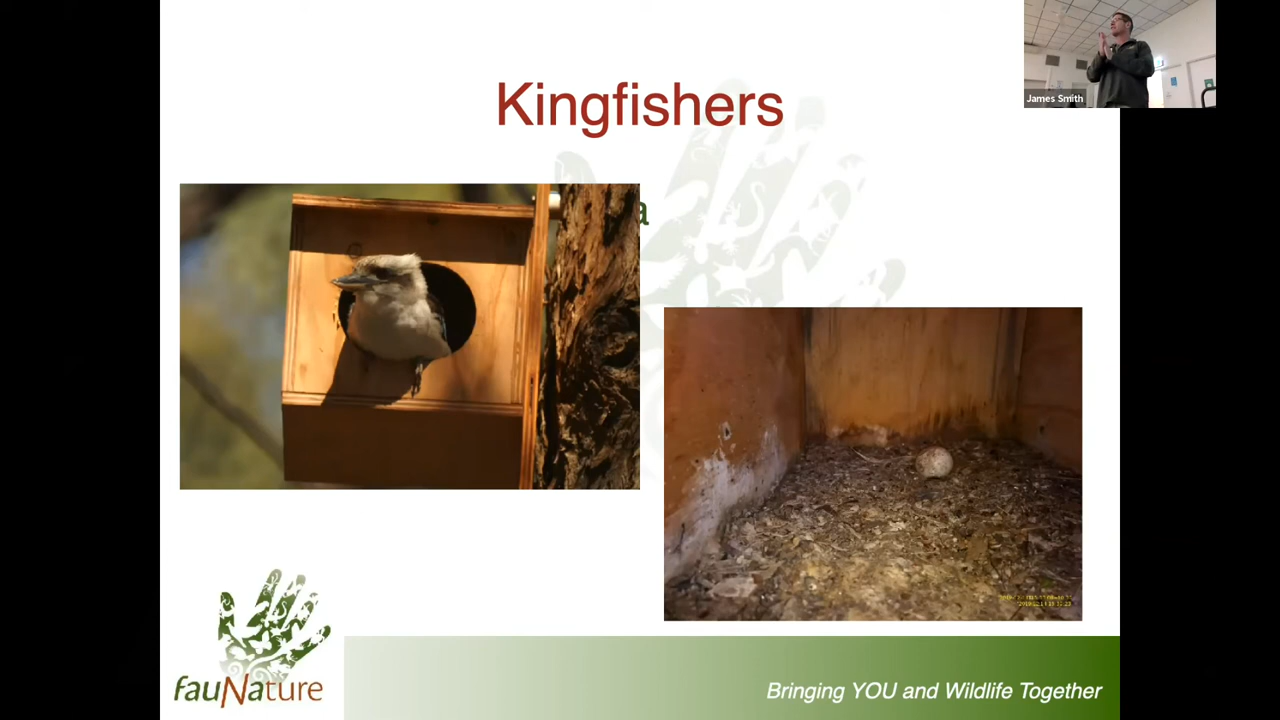 Kingfishers
James Smith
a
fauNature
Bringing YOU and Wildlife Together